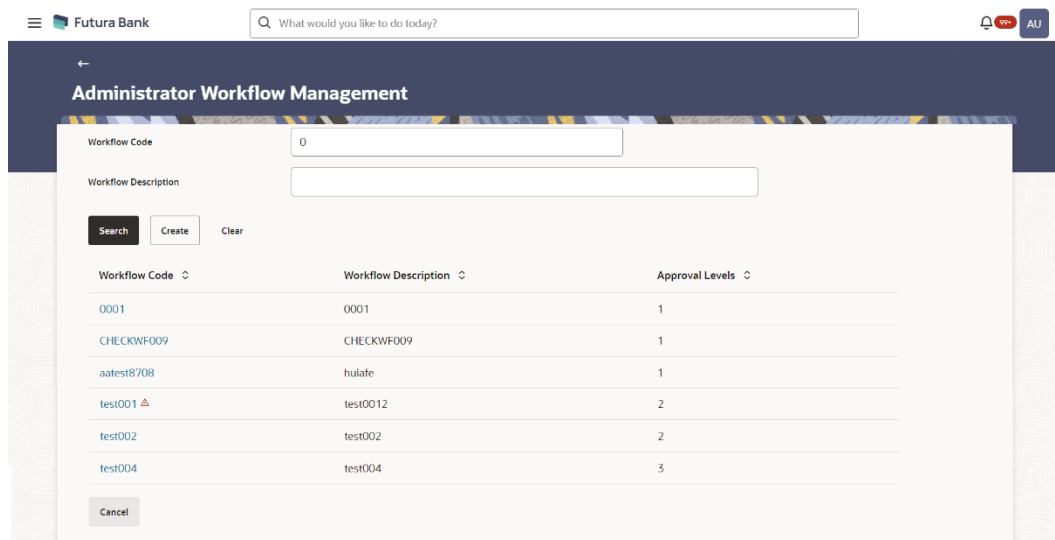 Futura Bank
What would you like to do today?
99+
AU
Administrator Workflow Management
Workflow Code
0
Workflow Description
Search Create Clear
Workflow Code Workflow Description Approval Levels
0001 0001 1
CHECKWF009 CHECKWF009 1
aatest8708 huiafe 1
test001 test0012 2
test002 test002 2
test004 test004 3
Cancel